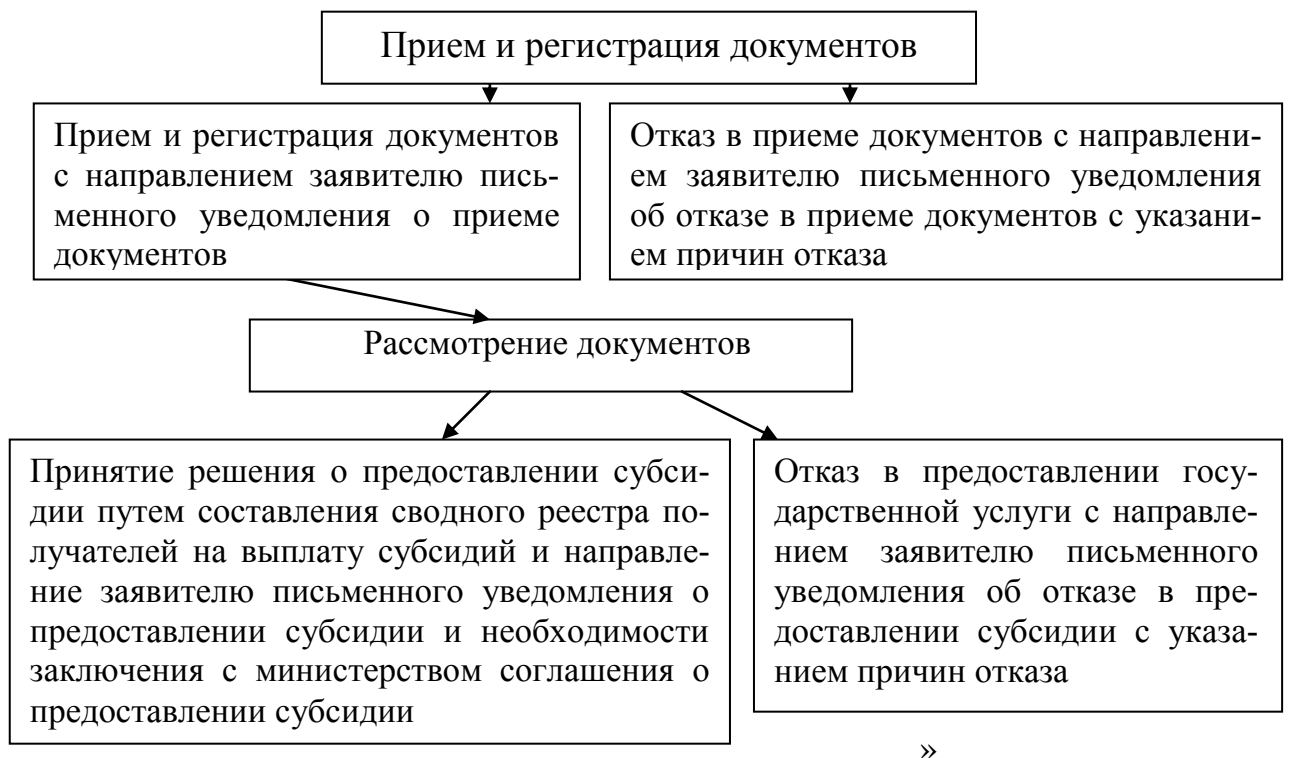 Прием и регистрация документов
Прием и регистрация документов
с направлением заявителю пись-
менного уведомления о приеме
документов
Отказ в приеме документов с направлени-
ем заявителю письменного уведомления
об отказе в приеме документов с указани-
ем причин отказа
Рассмотрение документов
Принятие решения о предоставлении субси-
дии путем составления сводного реестра по-
лучателей на выплату субсидий и направле-
ние заявителю письменного уведомления о
предоставлении субсидии и необходимости
заключения с министерством соглашения о
предоставлении субсидии
Отказ в предоставлении госу-
дарственной услуги с направле-
нием заявителю письменного
уведомления об отказе в пре-
доставлении субсидии с указа-
нием причин отказа
»